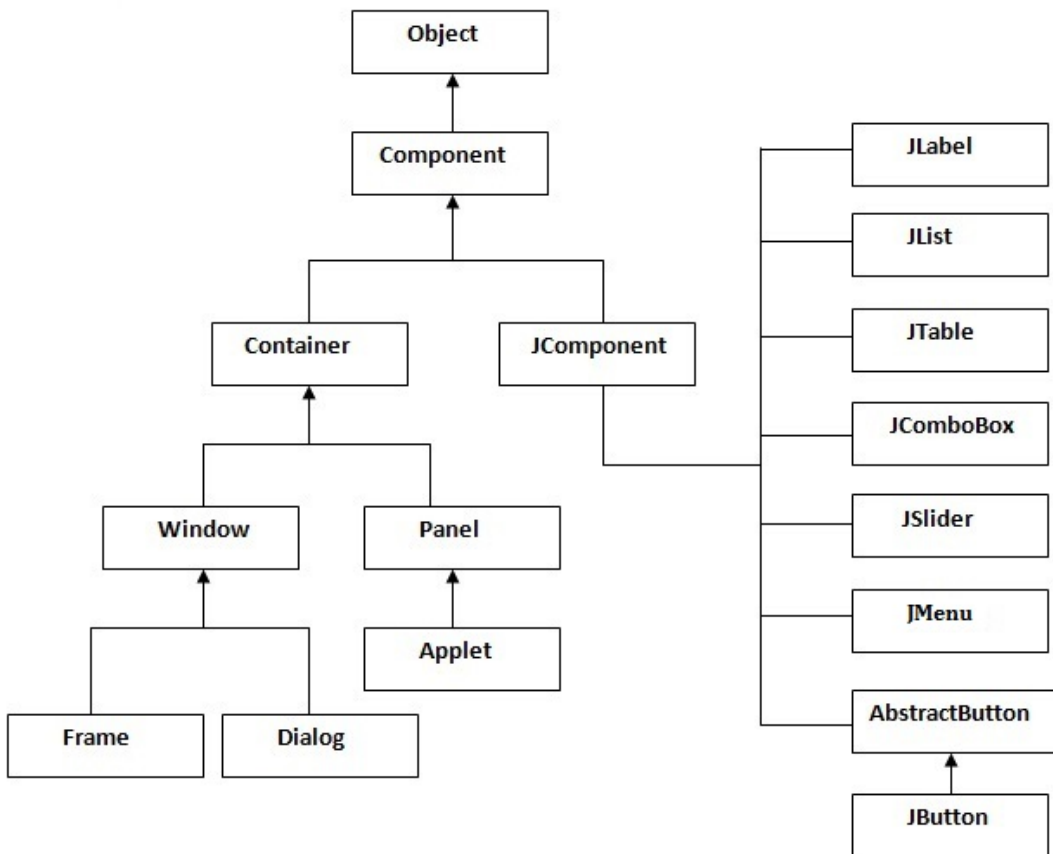 Object
Component
Container
JComponent
Window
Panel
Applet
Frame
Dialog
JLabel
JList
JTable
JComboBox
JSlider
JMenu
AbstractButton
JButton